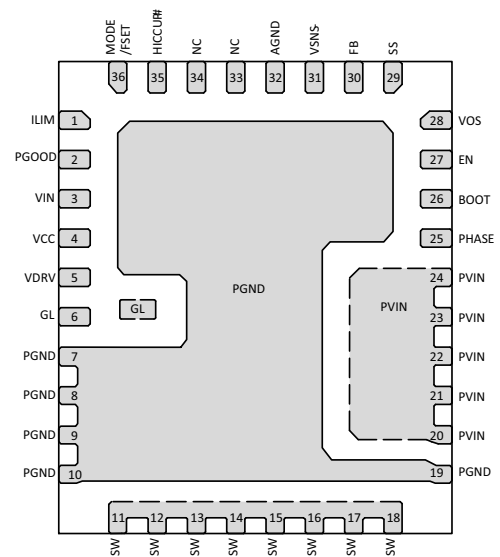 MODE
/FSET
HICCUP#
NC
NC
AGND
VSNS-
FB
SS
36
35
34
33
32
31
30
29
ILIM 1
28 VOS
PGOOD 2
27 EN
VIN 3
26 BOOT
VCC 4
25 PHASE
VDRV 5
24 PVIN
PGND
PVIN
GL 6
GL
23 PVIN
PGND 7
22 PVIN
PGND 8
21 PVIN
PGND 9
20 PVIN
PGND 10
19 PGND
11
12
13
14
15
16
17
18
SW
SW
SW
SW
SW
SW
SW
SW